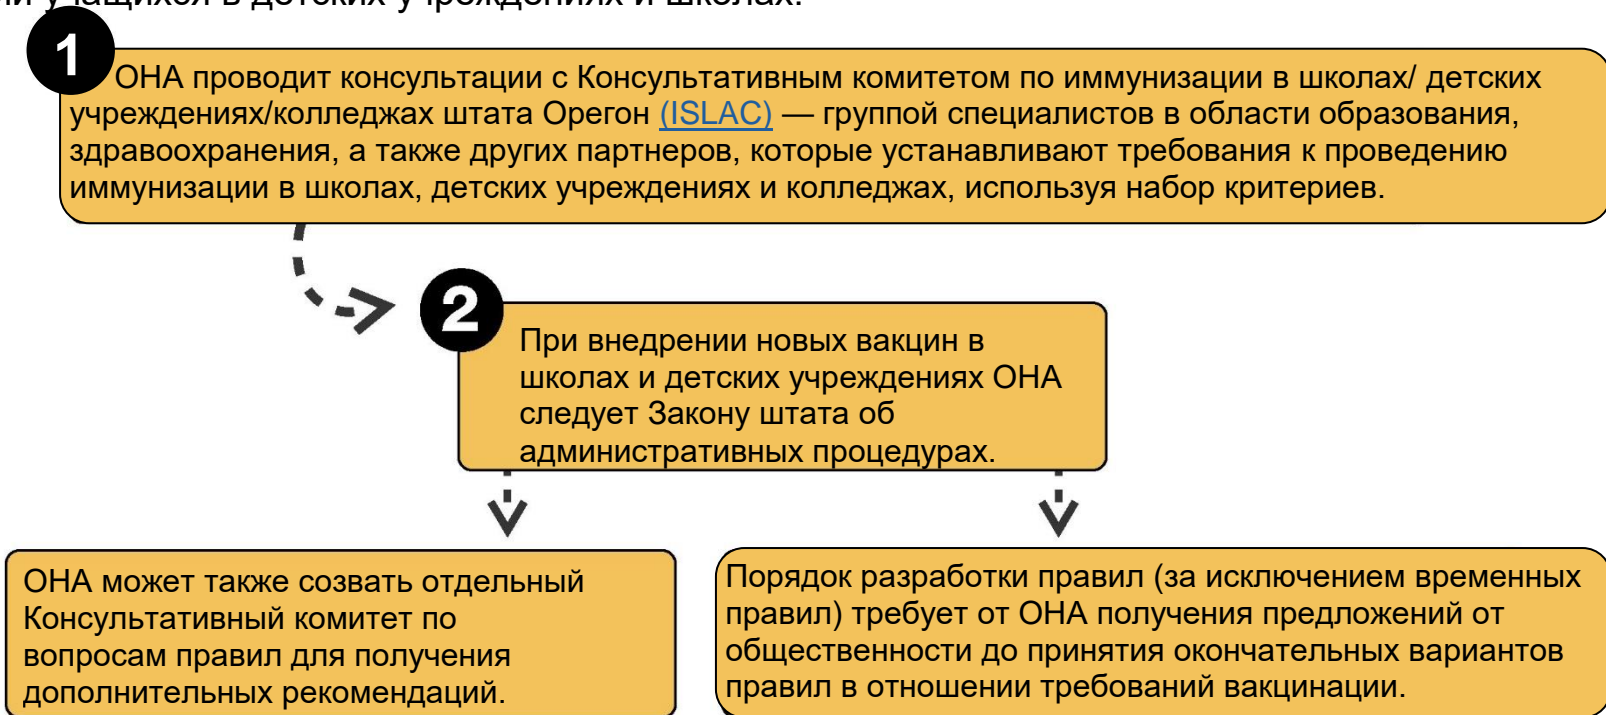 учащихся в детских учреждениях и школах.
1
ОНА проводит консультации с Консультативным комитетом по иммунизации в школах/ детских
учреждениях/колледжах штата Орегон (ISLAC) — группой специалистов в области образования,
здравоохранения, а также других партнеров, которые устанавливают требования к проведению
иммунизации в школах, детских учреждениях и колледжах, используя набор критериев.
2
При внедрении новых вакцин в
школах и детских учреждениях ОНА
следует Закону штата об
административных процедурах.
ОНА может также созвать отдельный
Консультативный комитет по
вопросам правил для получения
дополнительных рекомендаций.
Порядок разработки правил (за исключением временных
правил) требует от ОНА получения предложений от
общественности до принятия окончательных вариантов
правил в отношении требований вакцинации.